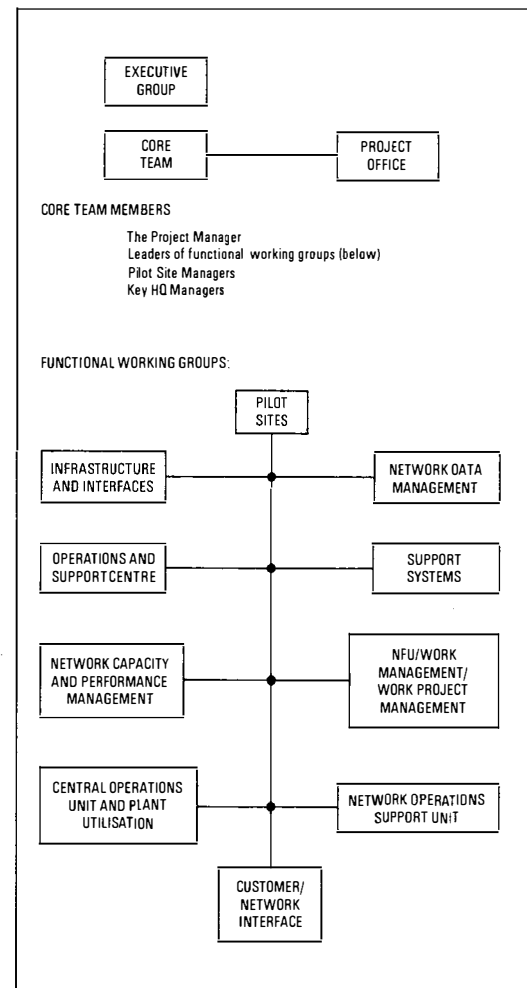 EXECUTIVE
GROUP
CORE
TEAM
PROJECT
OFFICE
CORE TEAM MEMBERS
The Project Manager
Leaders of functional working groups (below)
Pilot Site Managers
Key HQ Managers
FUNCTIONAL WORKING GROUPS:
PILOT
SITES
INFRASTRUCTURE
AND INTERFACES
NETWORK DATA
MANAGEMENT
OPERATIONS AND
SUPPORT CENTRE
SUPPORT
SYSTEMS
NETWORK CAPACITY
AND PERFORMANCE
MANAGEMENT
NFU/WORK
MANAGEMENT/
WORK PROJECT
MANAGEMENT
CENTRAL OPERATIONS
UNIT AND PLANT
UTILISATION
NETWORK OPERATIONS
SUPPORT UNIT
CUSTOMER/
NETWORK
INTERFACE